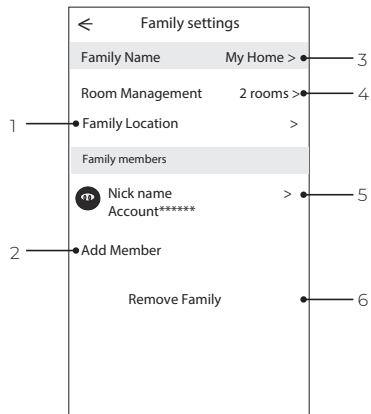 Family settings
Family Name My Home > 3
Room Management 2 rooms > 4
1 Family Location >
Family members
Nick name > 5
Account******
2 Add Member
Remove Family 6